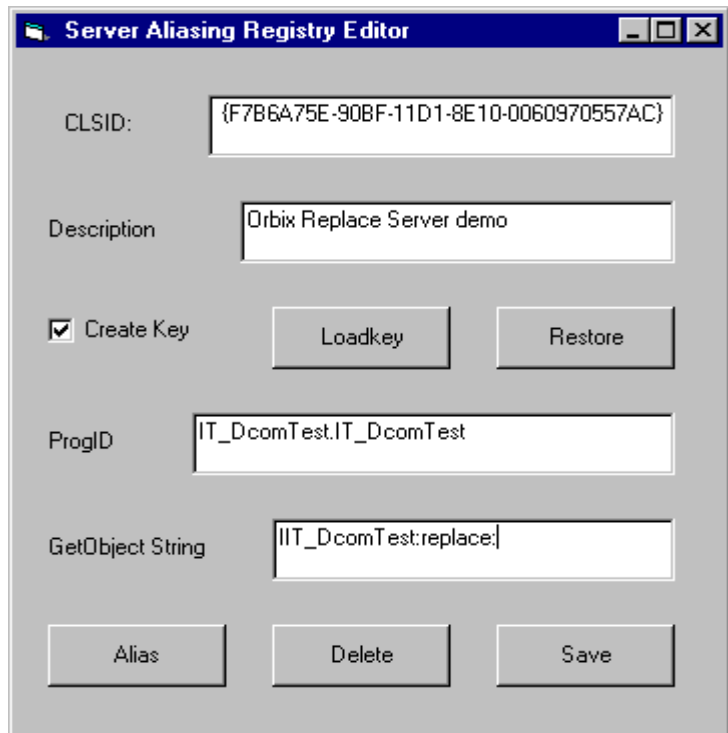 Server Aliasing Registry Editor
CLSID: {F7B6A75E-90BF-11D1-8E10-0060970557AC}
Description Orbix Replace Server demo
Create Key Loadkey Restore
ProgID IT_DcomTest.IT_DcomTest
GetObject String IIT_DcomTest:replace:
Alias Delete Save